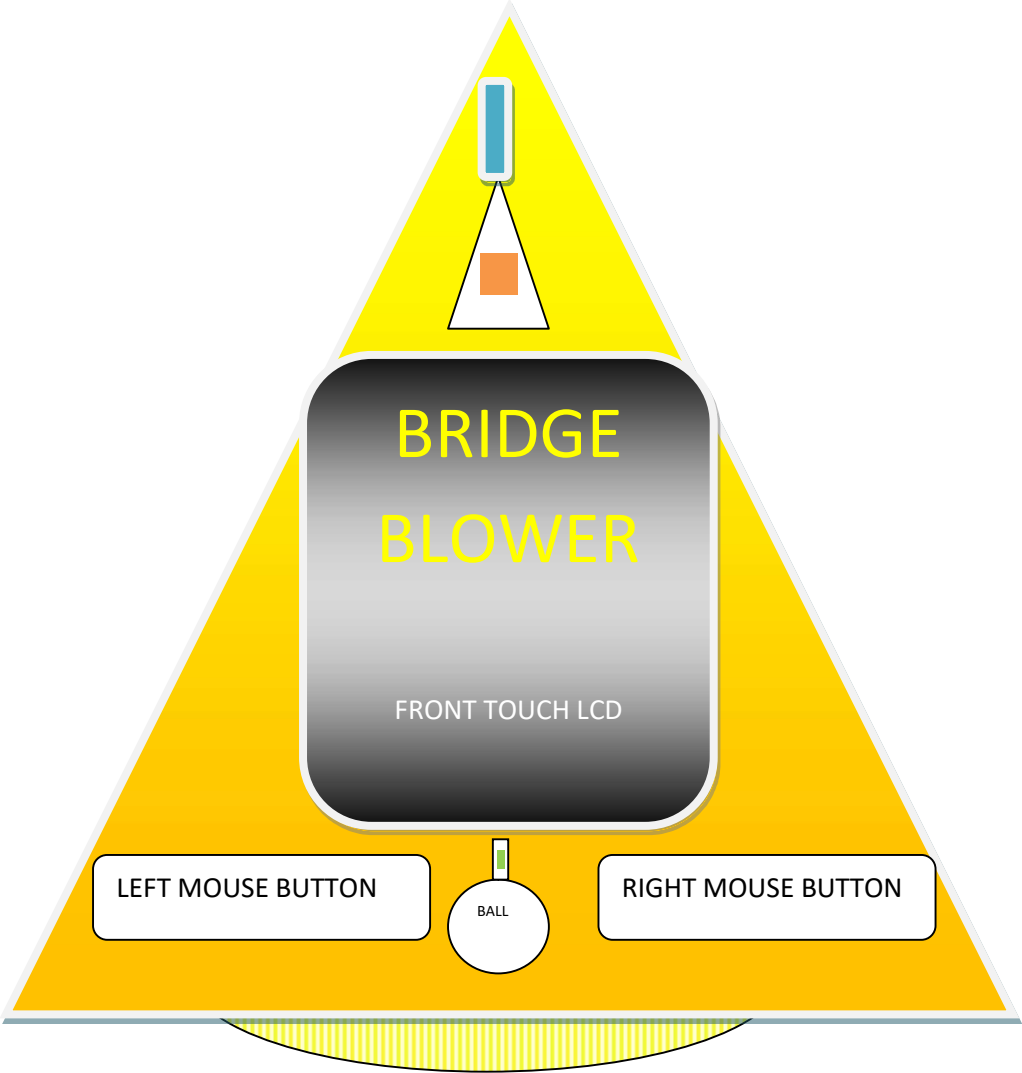 BRIDGE
BLOWER
FRONT TOUCH LCD
LEFT MOUSE BUTTON
BALL
RIGHT MOUSE BUTTON